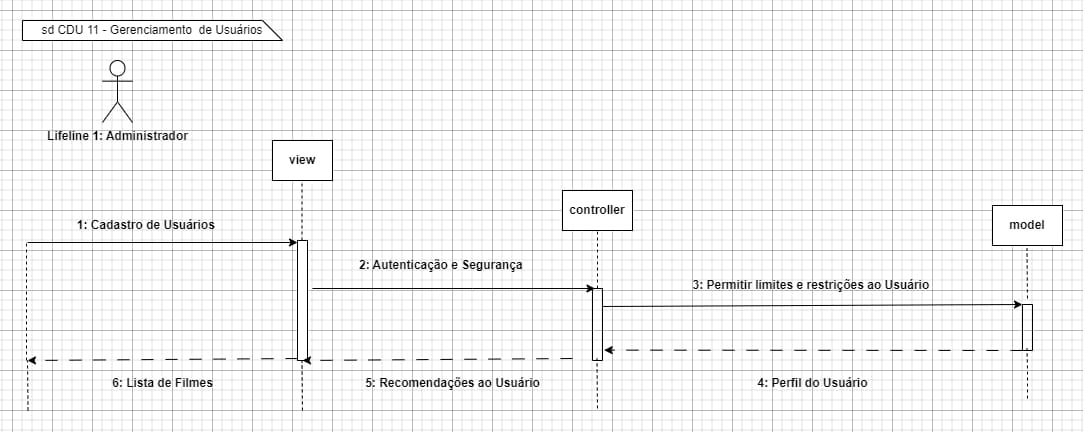 sd CDU 11 - Gerenciamento de Usuários
Lifeline 1: Administrador
view
controller
model
1: Cadastro de Usuários
2: Autenticação e Segurança
3: Permitir limites e restrições ao Usuário
6: Lista de Filmes
5: Recomendações ao Usuário
4: Perfil do Usuário